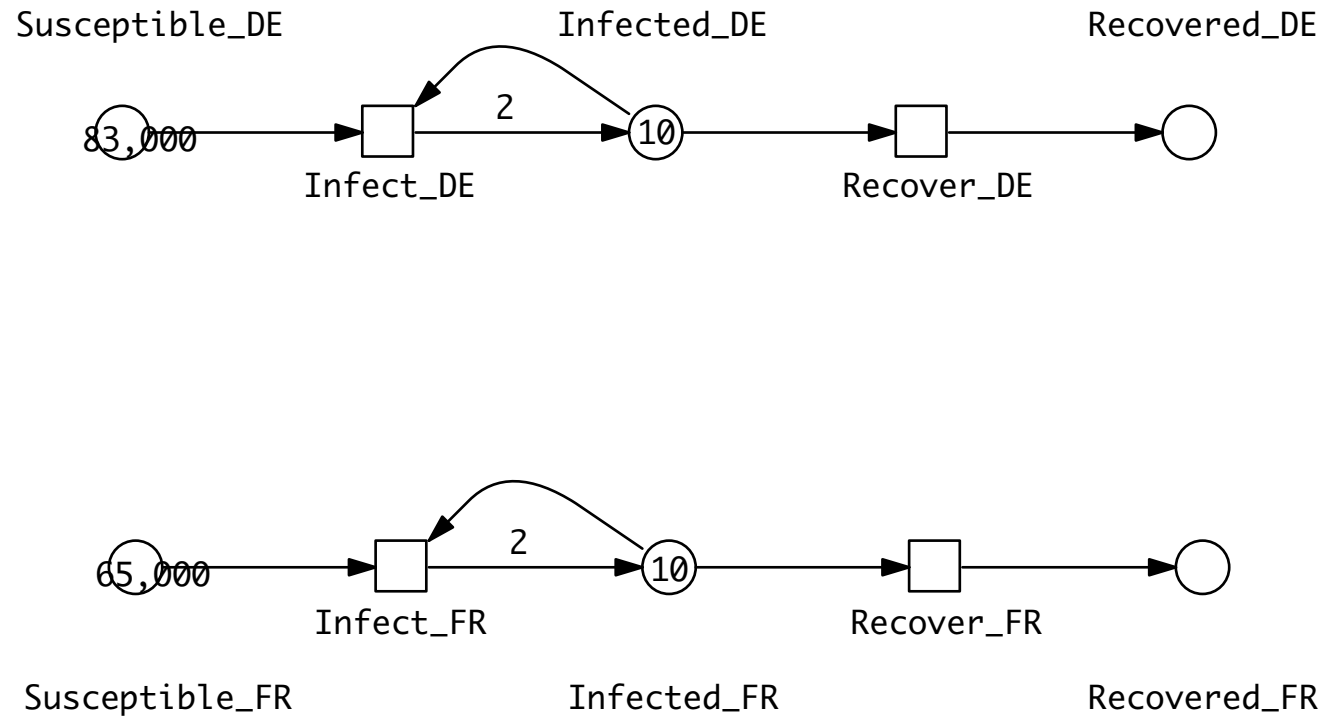 Susceptible_DE Infected_DE Recovered_DE
2
83,000 10
Infect_DE Recover_DE
2
65,000 10
Infect_FR Recover_FR
Susceptible_FR Infected_FR Recovered_FR